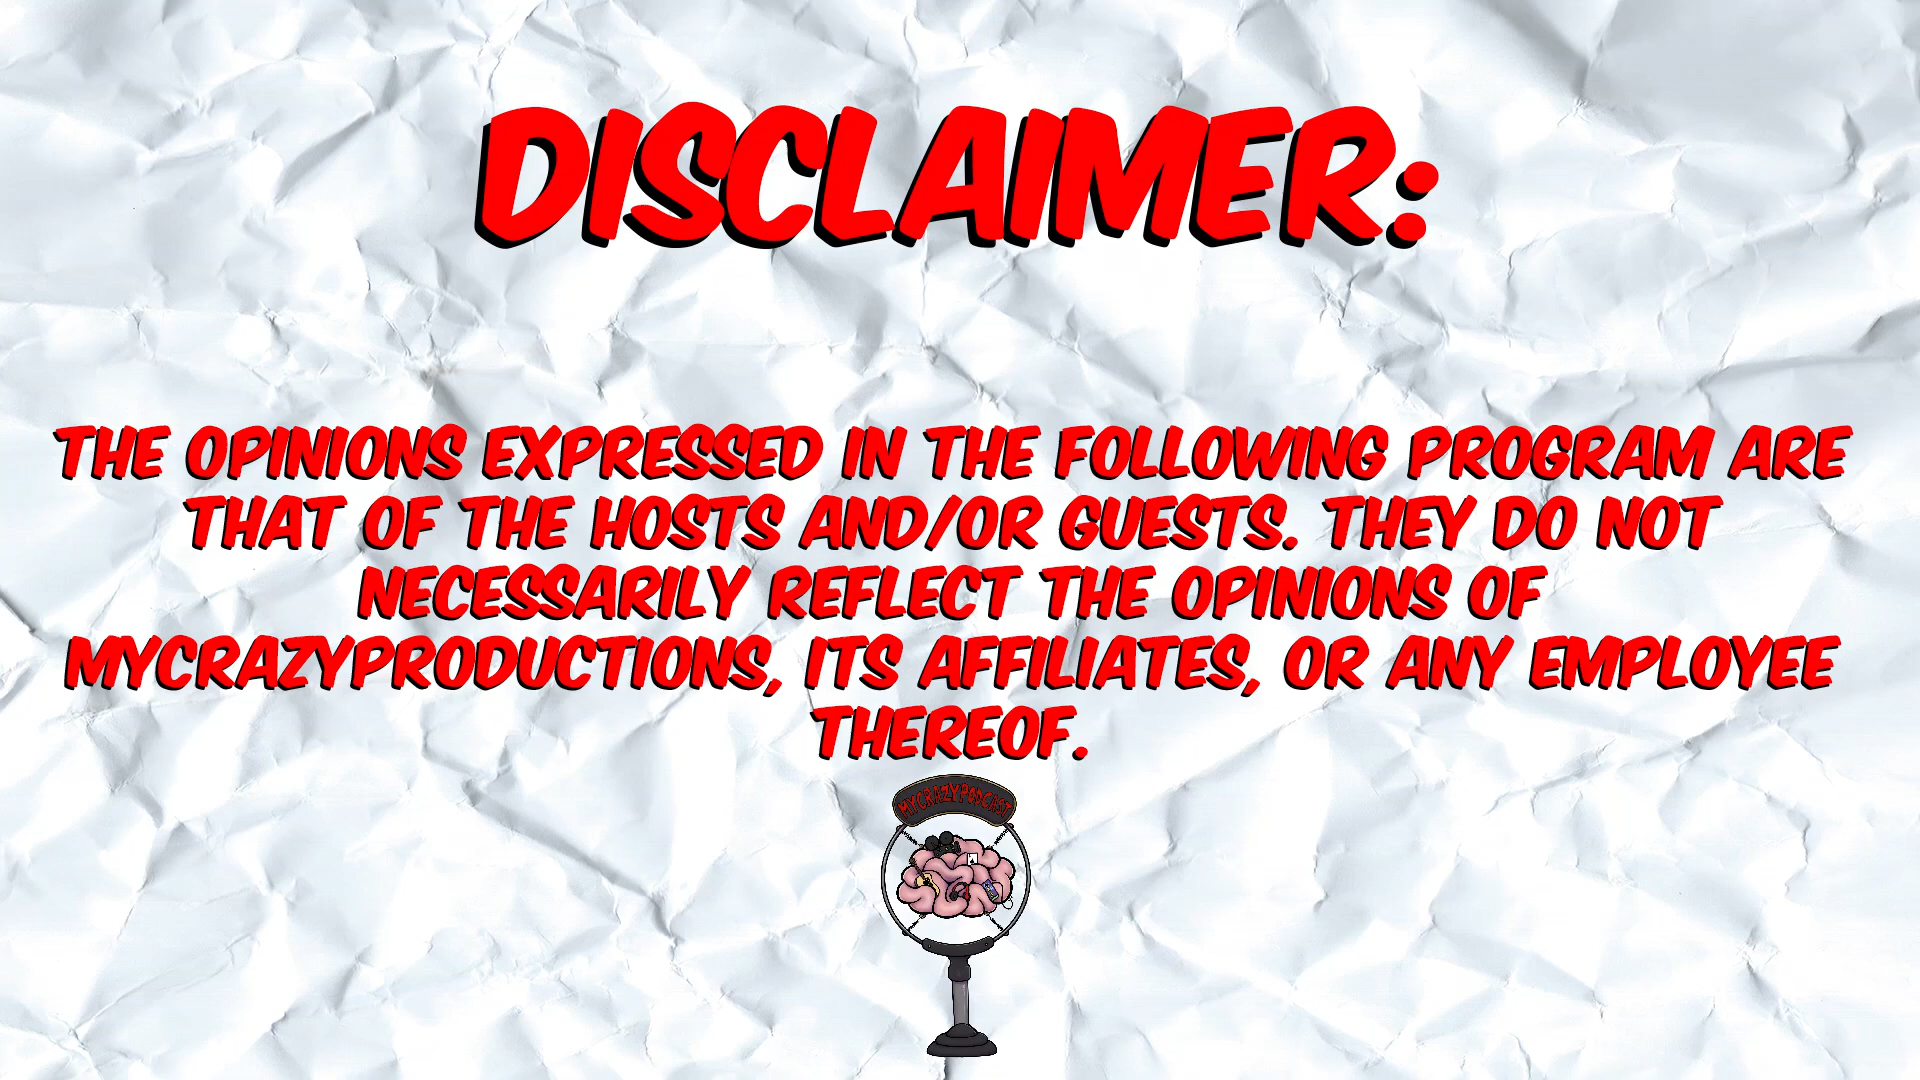 DISCLAIMER:
THE OPINIONS EXPRESSED IN THE FOLLOWING PROGRAM ARE
THAT OF THE HOSTS AND/OR GUESTS. THEY DO NOT
NECESSARILY REFLECT THE OPINIONS OF
MYCRAZYPRODUCTIONS, ITS AFFILIATES, OR ANY EMPLOYEE
THEREOF.
MYCRAZYPODCAST